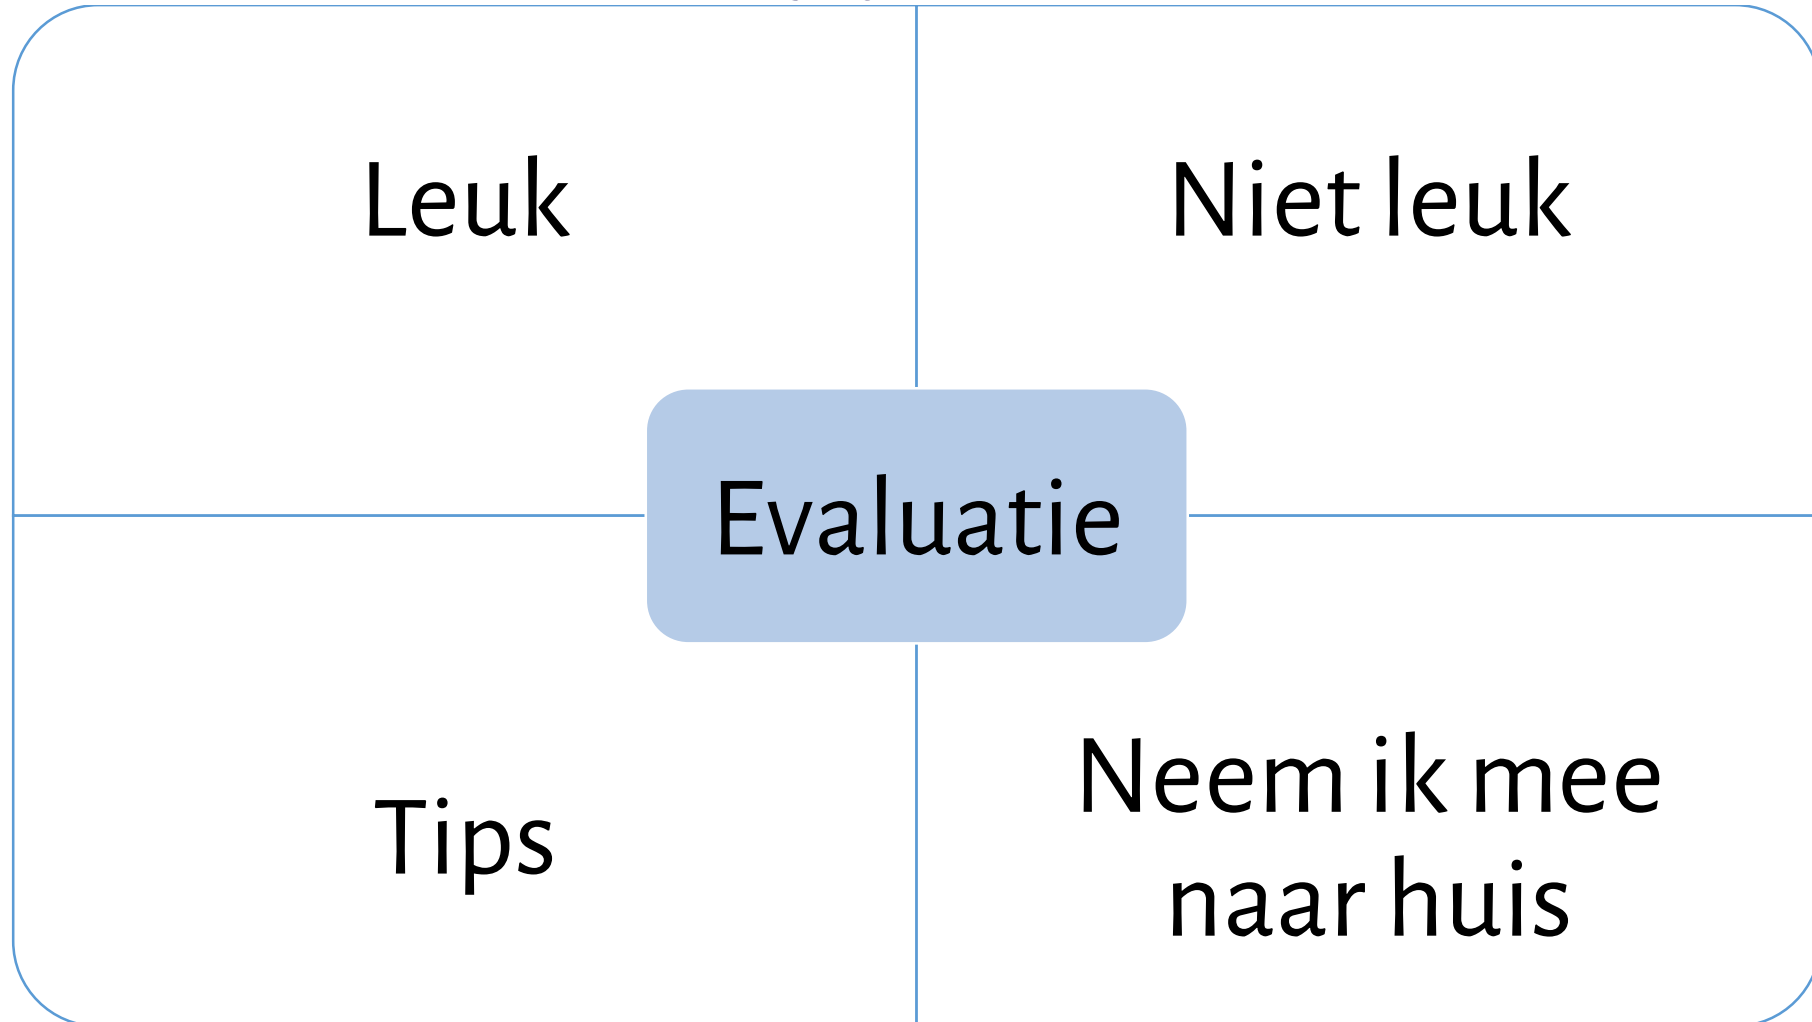 Leuk
Niet leuk
Evaluatie
Tips
Neem ik mee
naar huis